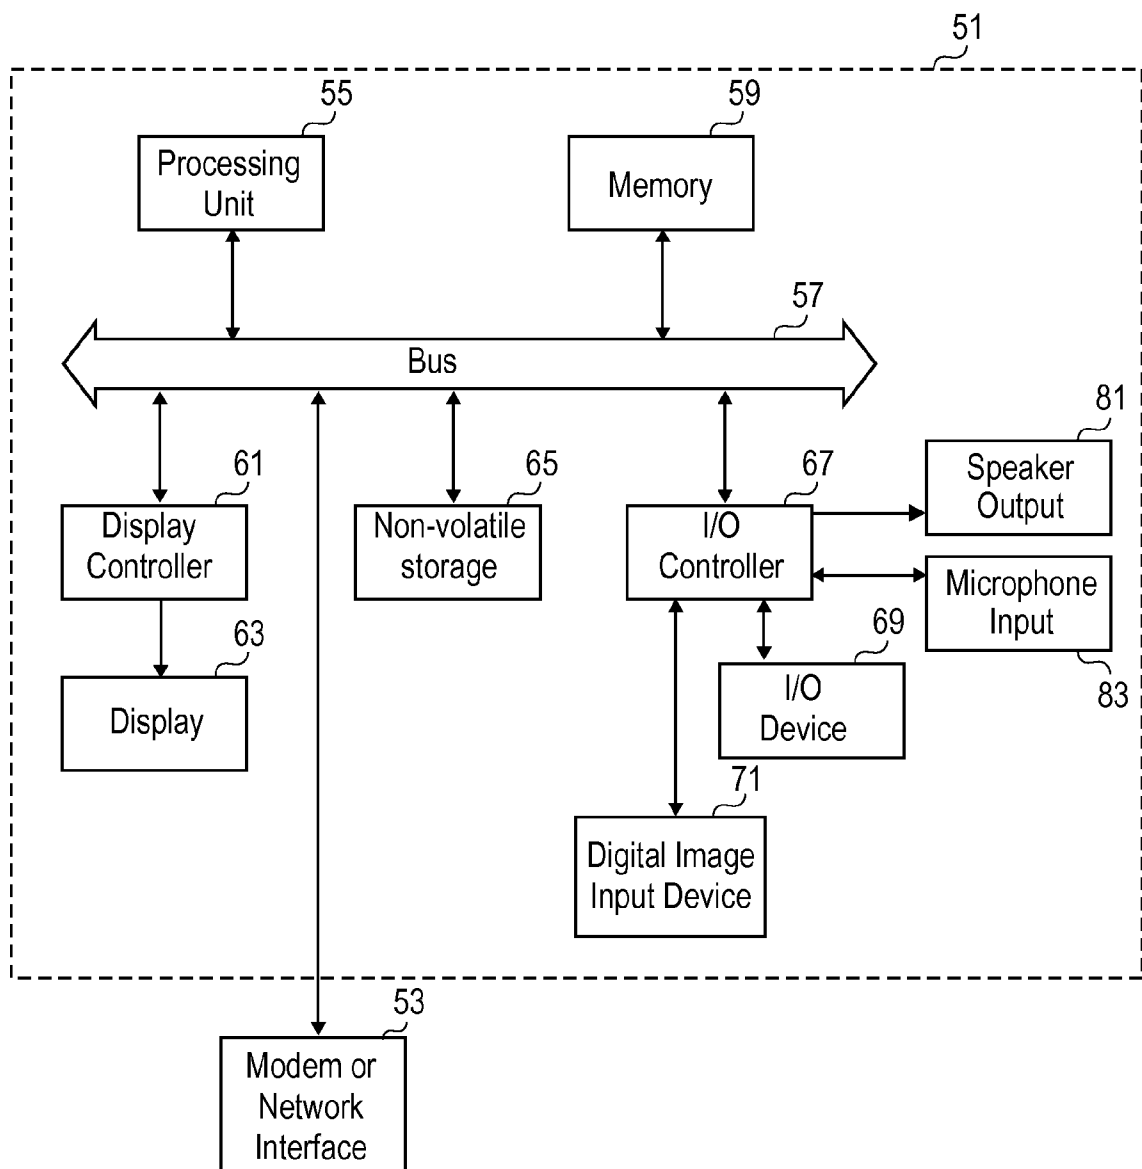 51
55
59
Processing
Unit
Memory
57
Bus
81
61
65
67
Speaker
Output
Display
Controller
Non-volatile
storage
I/O
Controller
Microphone
Input
63
69
83
Display
I/O
Device
71
Digital Image
Input Device
53
Modem or
Network
Interface